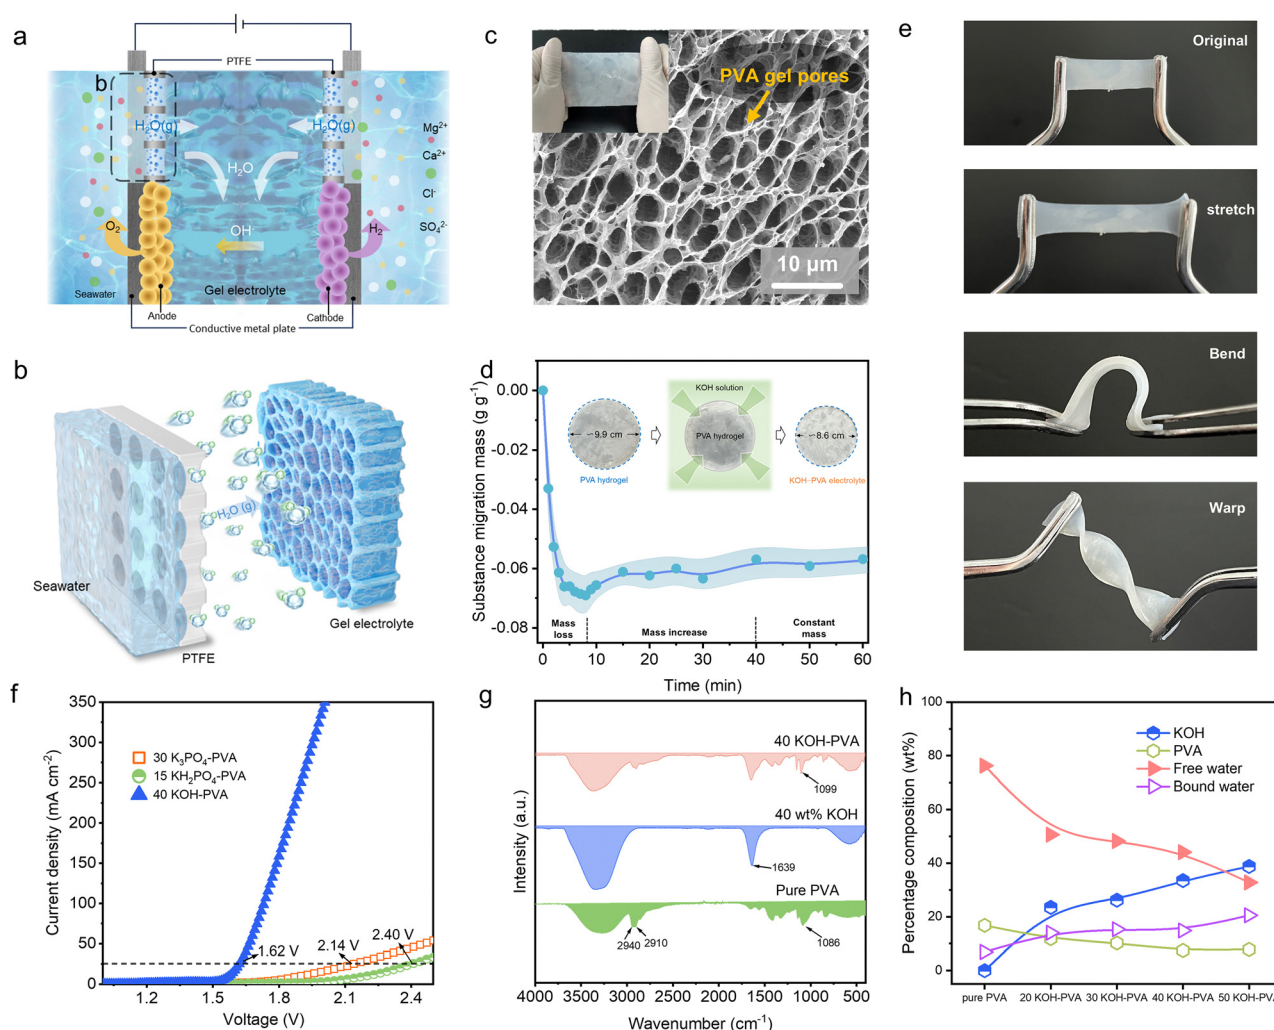 a
PTFE
b
H₂O(g)
H₂O(g)
H₂O
OH⁻
O₂
H₂
Mg²⁺
Ca²⁺
Cl⁻
SO₄²⁻
Seawater
Gel electrolyte
Anode
Cathode
Conductive metal plate
b
H₂O (g)
Seawater
PTFE
Gel electrolyte
c
PVA gel pores
10 μm
d
Substance migration mass (g g⁻¹)
0.00
-0.02
-0.04
-0.06
-0.08
KOH solution
~9.9 cm
PVA hydrogel
~8.6 cm
PVA hydrogel
KOH-PVA electrolyte
Mass loss
Mass increase
Constant mass
0 10 20 30 40 50 60
Time (min)
e
Original
stretch
Bend
Warp
f
Current density (mA cm⁻²)
350
300
250
200
150
100
50
0
30 K₃PO₄-PVA
15 KH₂PO₄-PVA
40 KOH-PVA
1.62 V
2.14 V
2.40 V
1.2 1.5 1.8 2.1 2.4
Voltage (V)
g
Intensity (a.u.)
40 KOH-PVA
1099
40 wt% KOH
1639
Pure PVA
2940
2910
1086
4000 3000 2000 1000
Wavenumber (cm⁻¹)
h
Percentage composition (wt%)
100
80
60
40
20
0
KOH
PVA
Free water
Bound water
pure PVA 20 KOH-PVA 30 KOH-PVA 40 KOH-PVA 50 KOH-PVA